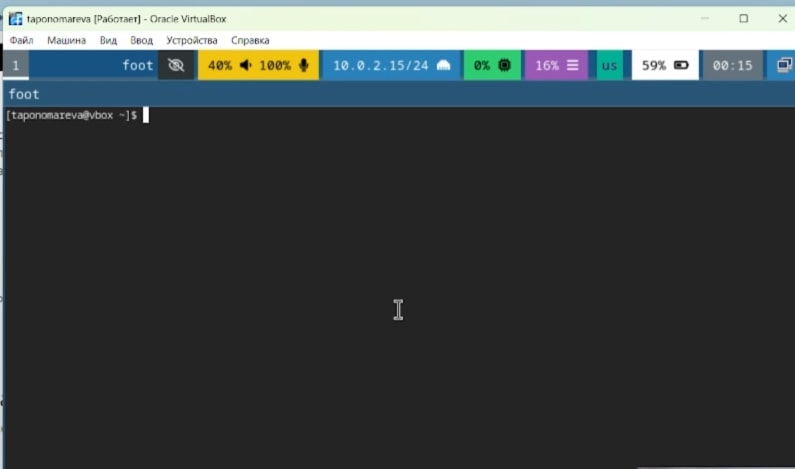 taponomareva [Работает] - Oracle VirtualBox
Файл Машина Вид Ввод Устройства Справка
1 foot 40% 100% 10.0.2.15/24 0% 16% us 59% 00:15
foot
[taponomareva@vbox ~]$